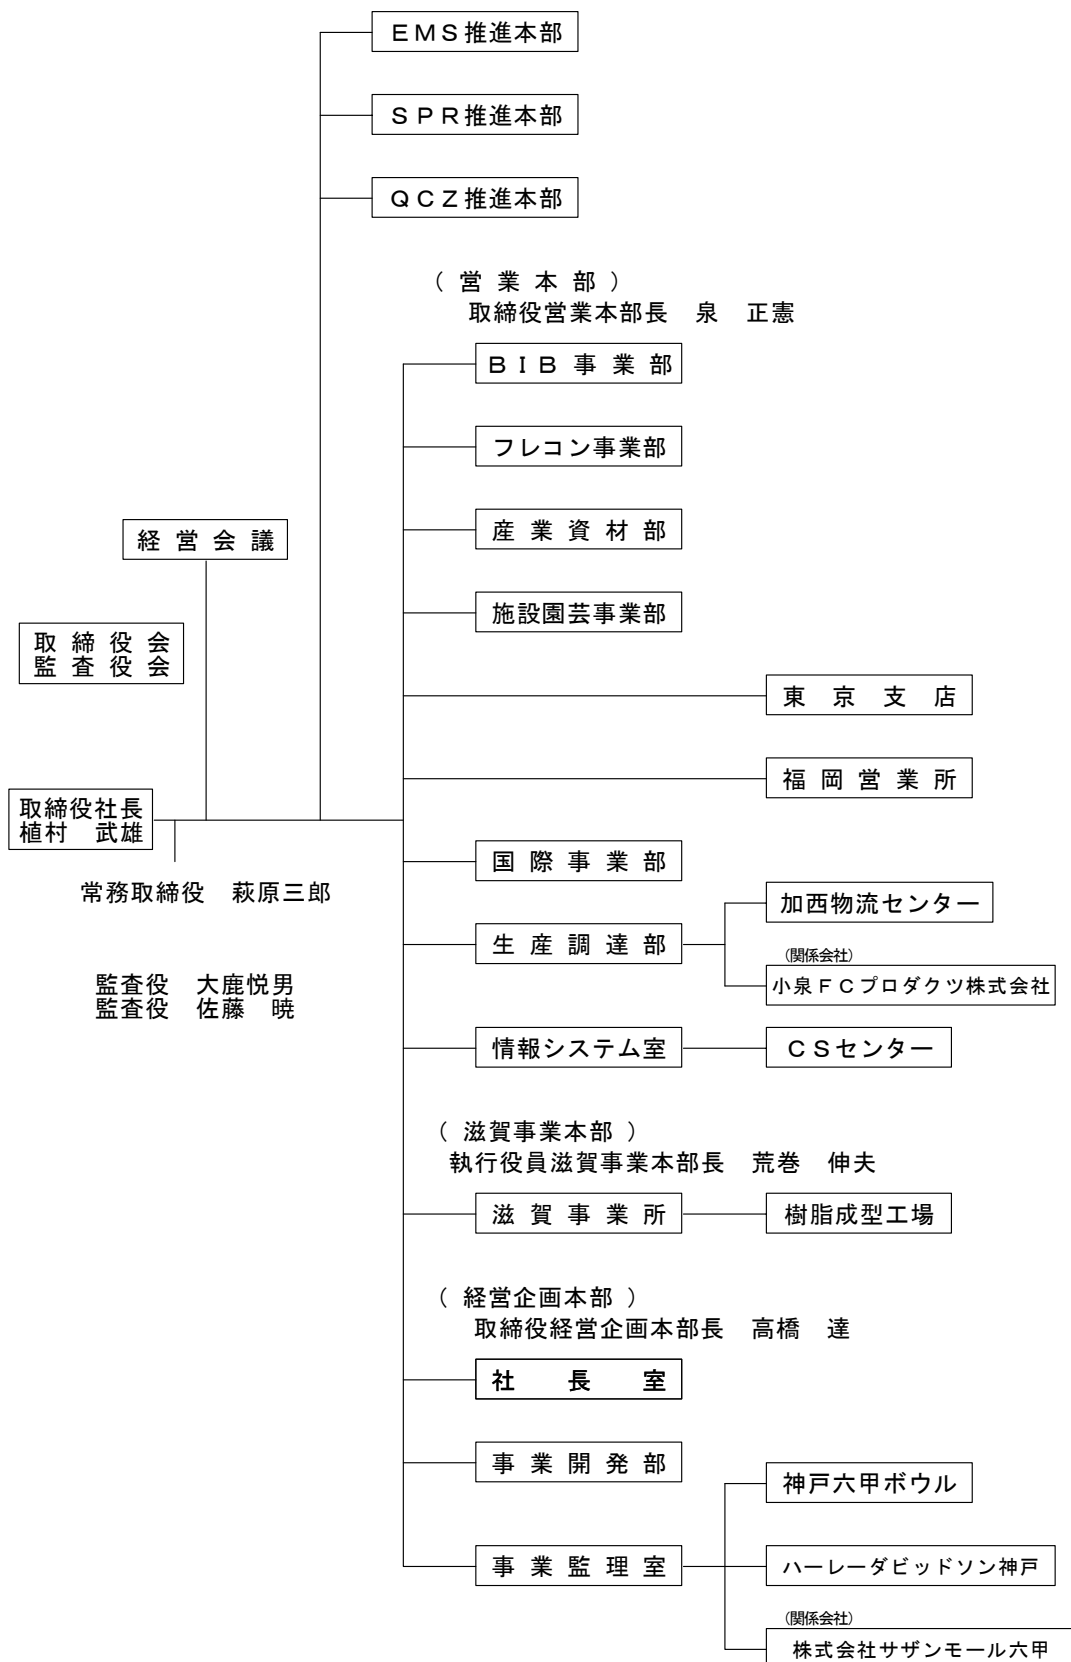 ＥＭＳ推進本部
ＳＰＲ推進本部
ＱＣＺ推進本部
（ 営 業 本 部 ）
取締役営業本部長　泉　正憲
ＢＩＢ 事 業 部
フレコン事業部
産 業 資 材 部
施設園芸事業部
経 営 会 議
取 締 役 会
監 査 役 会
東 京 支 店
福 岡 営 業 所
取締役社長
植村　武雄
常務取締役　萩原三郎
監査役　大鹿悦男
監査役　佐藤　暁
国 際 事 業 部
生 産 調 達 部
加西物流センター
（関係会社）
小泉ＦＣプロダクツ株式会社
情報システム室
ＣＳセンター
（ 滋賀事業本部 ）
執行役員滋賀事業本部長　荒巻　伸夫
滋 賀 事 業 所
樹脂成型工場
（ 経営企画本部 ）
取締役経営企画本部長　高橋　達
社 長 室
事 業 開 発 部
事 業 監 理 室
神戸六甲ボウル
ハーレーダビッドソン神戸
（関係会社）
株式会社サザンモール六甲